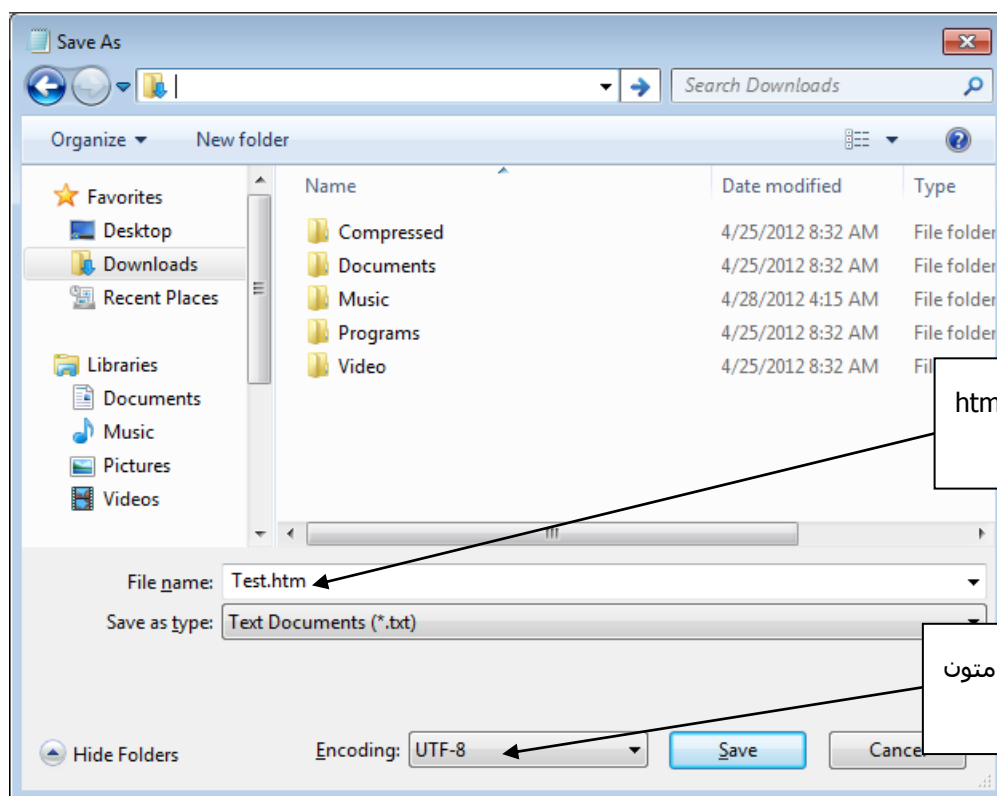 Save As
Search Downloads
Organize
New folder
Name
Date modified
Type
Favorites
Desktop
Downloads
Recent Places
Libraries
Documents
Music
Pictures
Videos
Compressed
4/25/2012 8:32 AM
File folder
Documents
4/25/2012 8:32 AM
File folder
Music
4/28/2012 4:15 AM
File folder
Programs
4/25/2012 8:32 AM
File folder
Video
4/25/2012 8:32 AM
Fil
htm
File name: Test.htm
Save as type: Text Documents (*.txt)
متون
Hide Folders
Encoding: UTF-8
Save
Cance